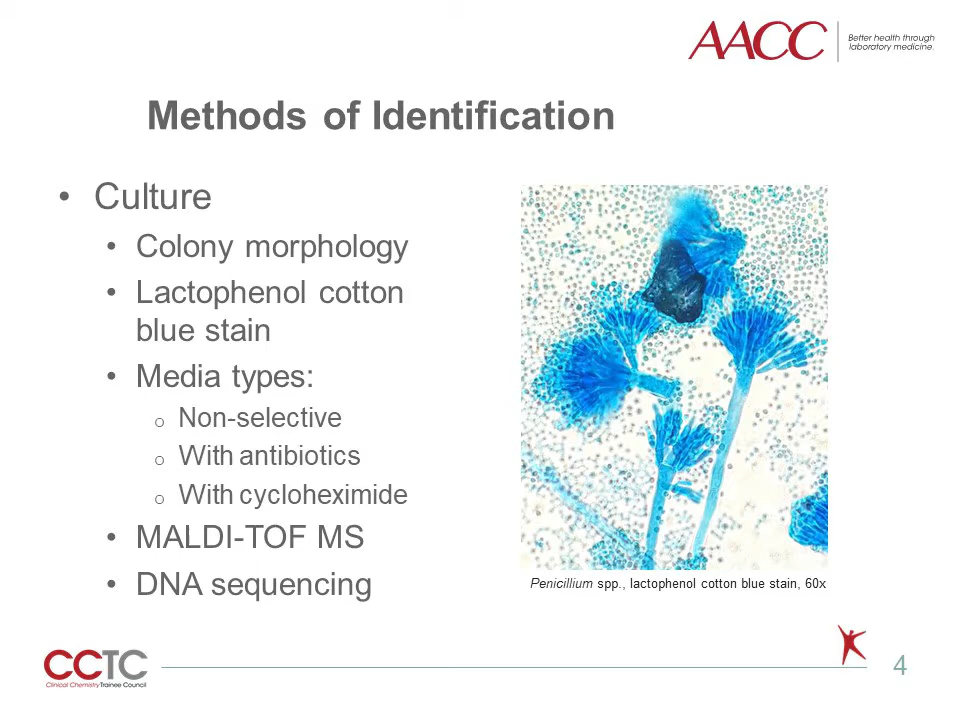 AACC
Better health through
laboratory medicine.
Methods of Identification
• Culture
• Colony morphology
• Lactophenol cotton
blue stain
• Media types:
o Non-selective
o With antibiotics
o With cycloheximide
• MALDI-TOF MS
• DNA sequencing
Penicillium spp., lactophenol cotton blue stain, 60x
CCTC
Clinical Chemistry Trainee Council
4